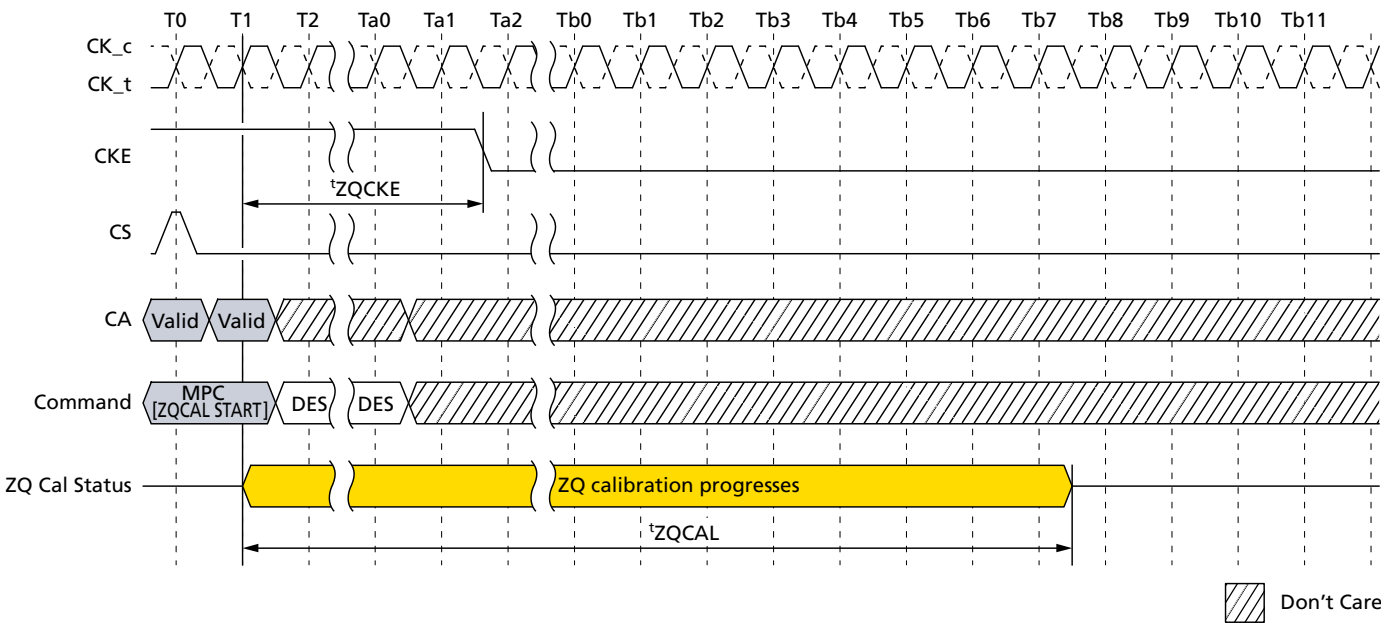 T0 T1 T2 Ta0 Ta1 Ta2 Tb0 Tb1 Tb2 Tb3 Tb4 Tb5 Tb6 Tb7 Tb8 Tb9 Tb10 Tb11
CK_c
CK_t
CKE
tZQCKE
CS
CA Valid Valid
Command MPC [ZQCAL START] DES DES
ZQ Cal Status ZQ calibration progresses
tZQCAL
Don't Care